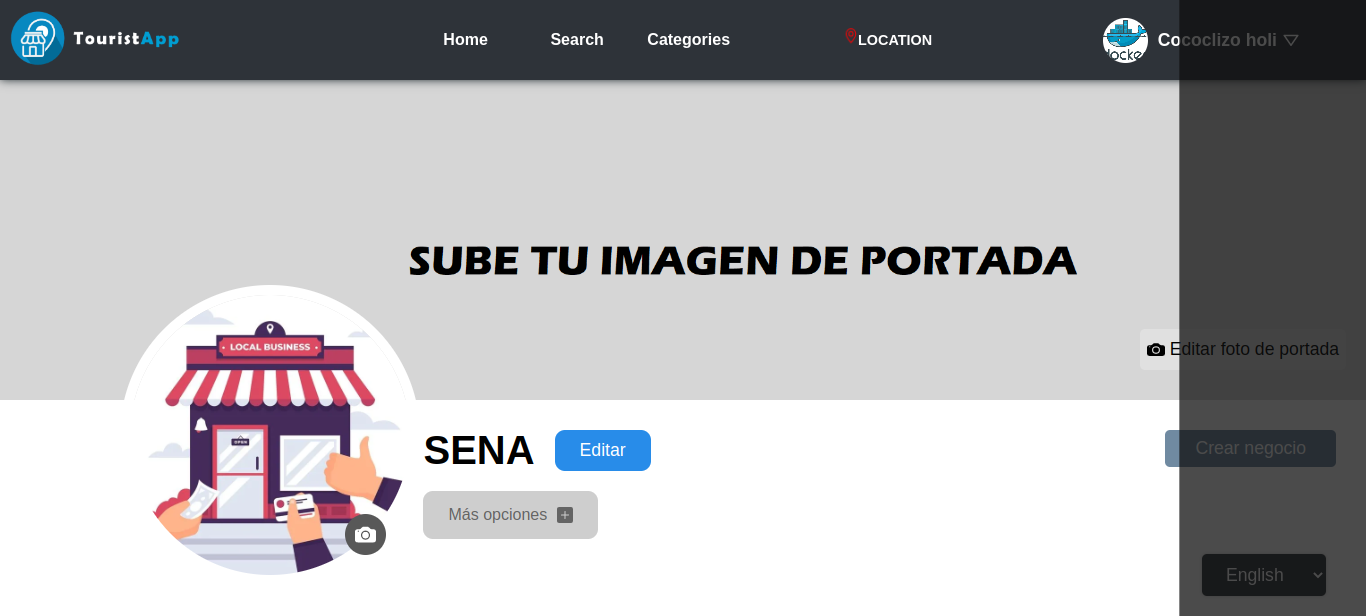 TouristApp
Home
Search
Categories
LOCATION
docke
Cococlizo holi
SUBE TU IMAGEN DE PORTADA
LOCAL BUSINESS
OPEN
Editar foto de portada
SENA
Editar
Crear negocio
Más opciones
English